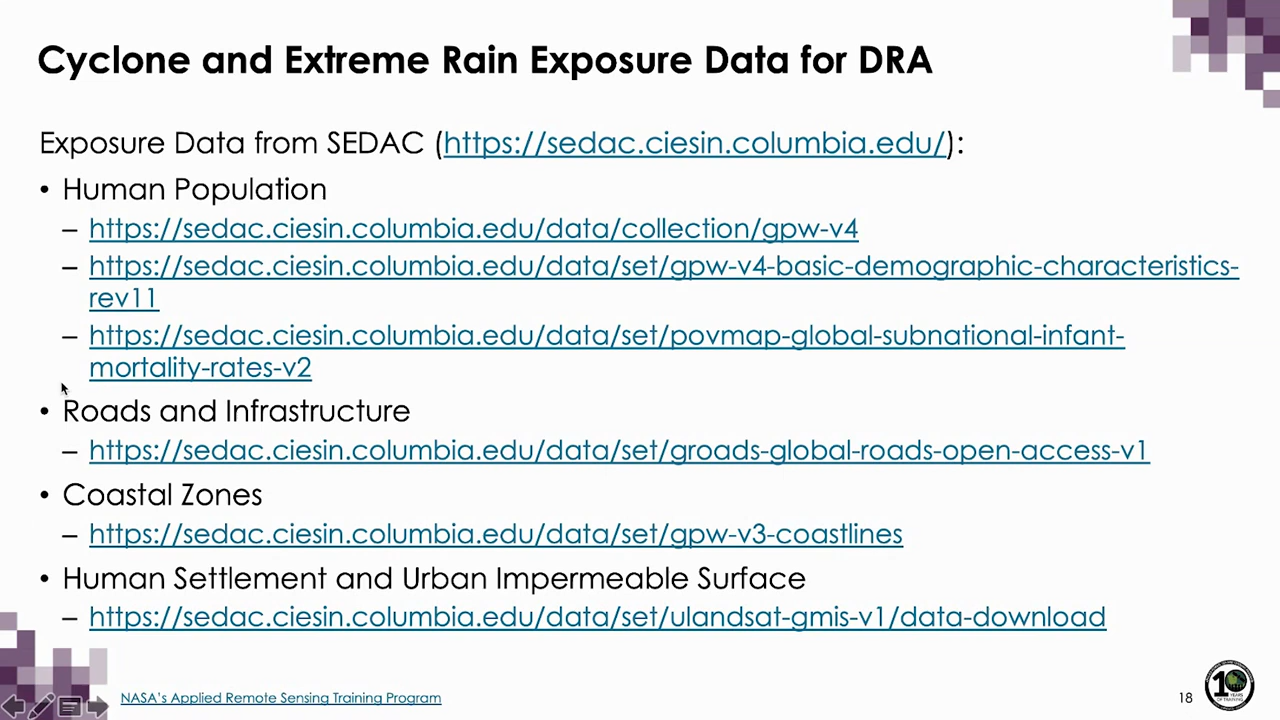 Cyclone and Extreme Rain Exposure Data for DRA
Exposure Data from SEDAC (https://sedac.ciesin.columbia.edu/):
• Human Population
– https://sedac.ciesin.columbia.edu/data/collection/gpw-v4
– https://sedac.ciesin.columbia.edu/data/set/gpw-v4-basic-demographic-characteristics-
rev11
– https://sedac.ciesin.columbia.edu/data/set/povmap-global-subnational-infant-
mortality-rates-v2
• Roads and Infrastructure
– https://sedac.ciesin.columbia.edu/data/set/groads-global-roads-open-access-v1
• Coastal Zones
– https://sedac.ciesin.columbia.edu/data/set/gpw-v3-coastlines
• Human Settlement and Urban Impermeable Surface
– https://sedac.ciesin.columbia.edu/data/set/ulandsat-gmis-v1/data-download
NASA's Applied Remote Sensing Training Program
18
10
YEARS
OF TRAINING